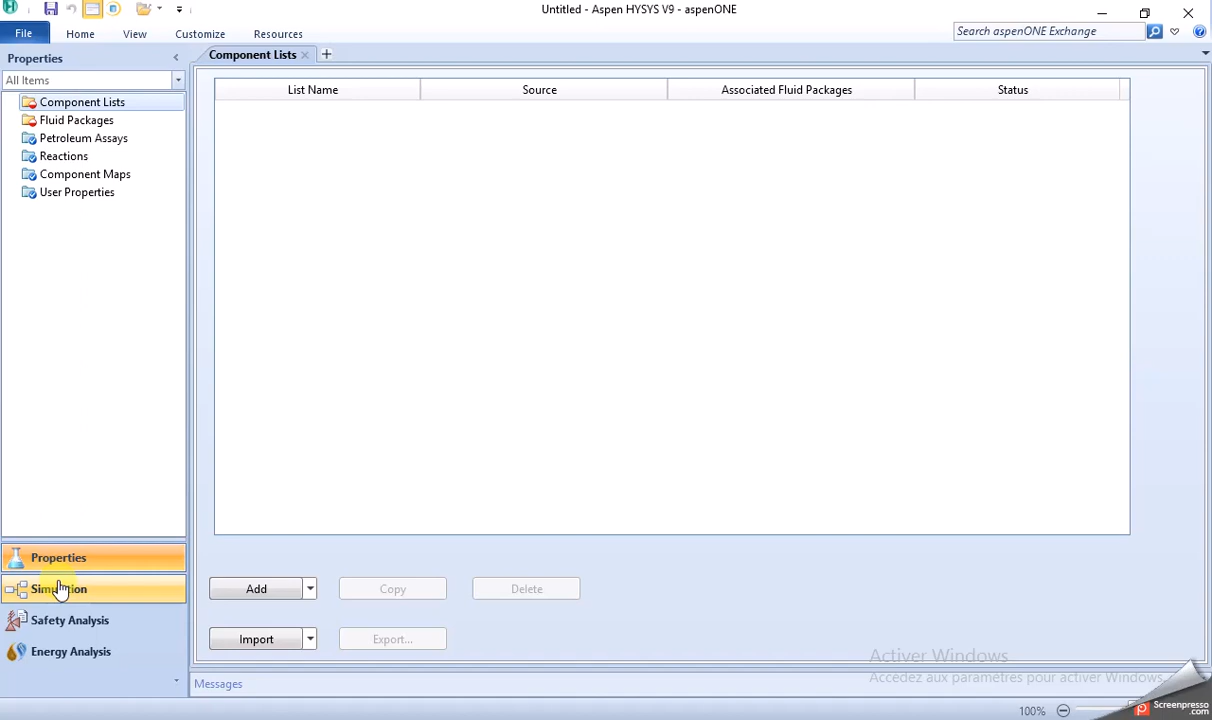 Untitled - Aspen HYSYS V9 - aspenONE
File Home View Customize Resources
Search aspenONE Exchange
Properties
Component Lists
All Items
List Name Source Associated Fluid Packages Status
Component Lists
Fluid Packages
Petroleum Assays
Reactions
Component Maps
User Properties
Properties
Simulation
Safety Analysis
Energy Analysis
Add Copy Delete
Import Export...
Activer Windows
Accédez aux paramètres pour activer Windows.
Messages
100%
Screenpresso
.com